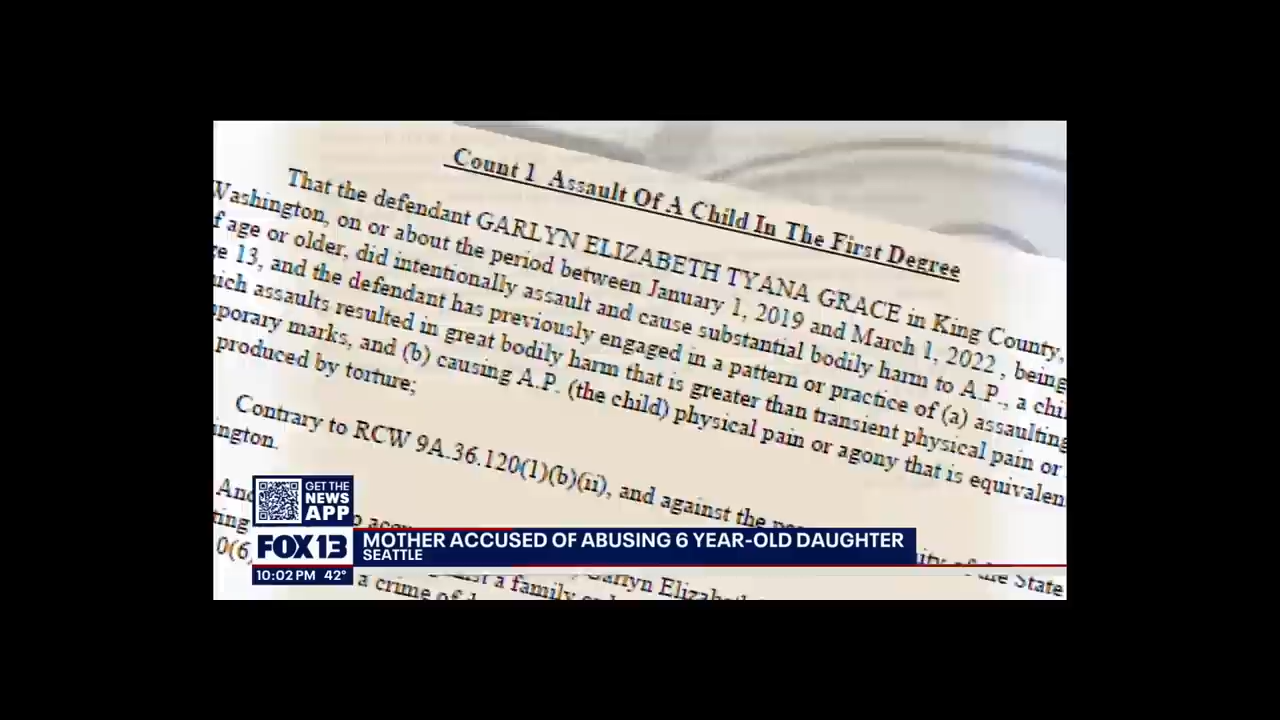 Count 1 Assault Of A Child In The First Degree
That the defendant GARLYN ELIZABETH TYANA GRACE in King County,
Washington, on or about the period between January 1, 2019 and March 1, 2022 , being
f age or older, did intentionally assault and cause substantial bodily harm to A.P., a chi
e 13, and the defendant has previously engaged in a pattern or practice of (a) assaulting
ich assaults resulted in great bodily harm that is greater than transient physical pain or
porary marks, and (b) causing A.P. (the child) physical pain or agony that is equivalen
produced by torture;
Contrary to RCW 9A.36.120(1)(b)(ii), and against the
ington.
the State
a family
a crime of
GET THE
NEWS
APP
FOX 13
MOTHER ACCUSED OF ABUSING 6 YEAR-OLD DAUGHTER
SEATTLE
10:02 PM 42°